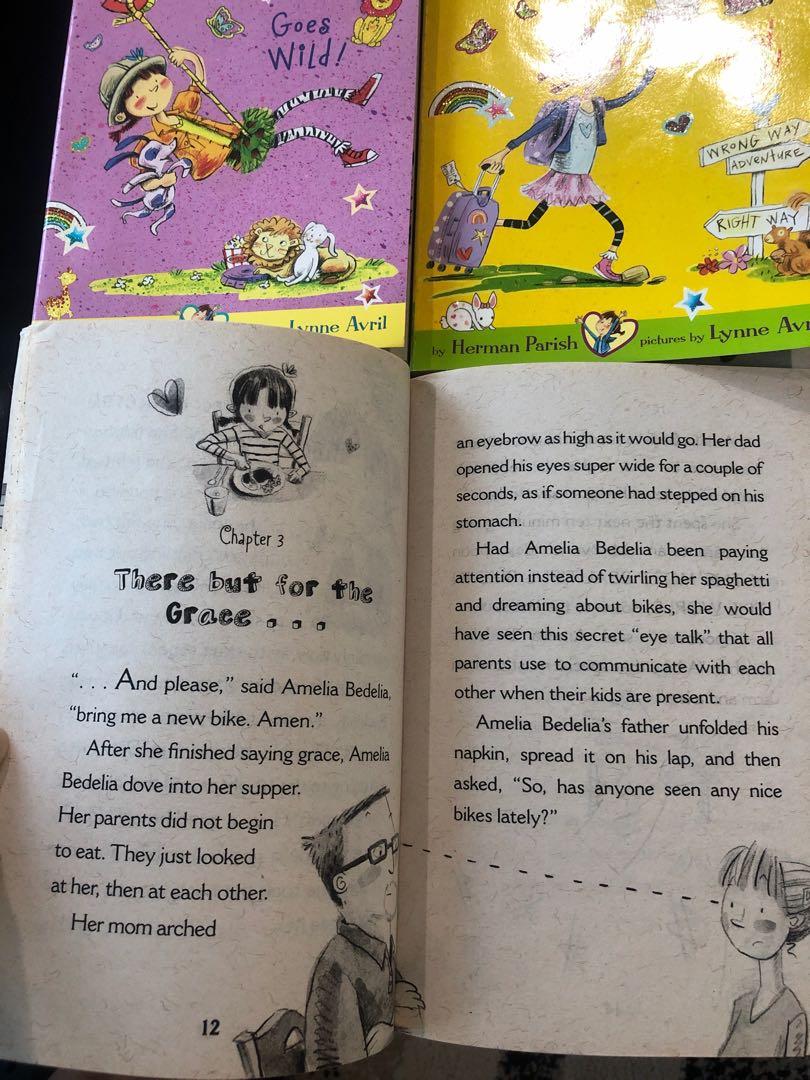 Goes
Wild!
Lynne Avril
WRONG WAY
ADVENTURE
RIGHT WAY
by Herman Parish pictures by Lynne Avr
Chapter 3
There but for the
Grace . . .
“. . . And please,” said Amelia Bedelia,
“bring me a new bike. Amen.”
After she finished saying grace, Amelia
Bedelia dove into her supper.
Her parents did not begin
to eat. They just looked
at her, then at each other.
Her mom arched
12
an eyebrow as high as it would go. Her dad
opened his eyes super wide for a couple of
seconds, as if someone had stepped on his
stomach.
Had Amelia Bedelia been paying
attention instead of twirling her spaghetti
and dreaming about bikes, she would
have seen this secret “eye talk” that all
parents use to communicate with each
other when their kids are present.
Amelia Bedelia’s father unfolded his
napkin, spread it on his lap, and then
asked, “So, has anyone seen any nice
bikes lately?”